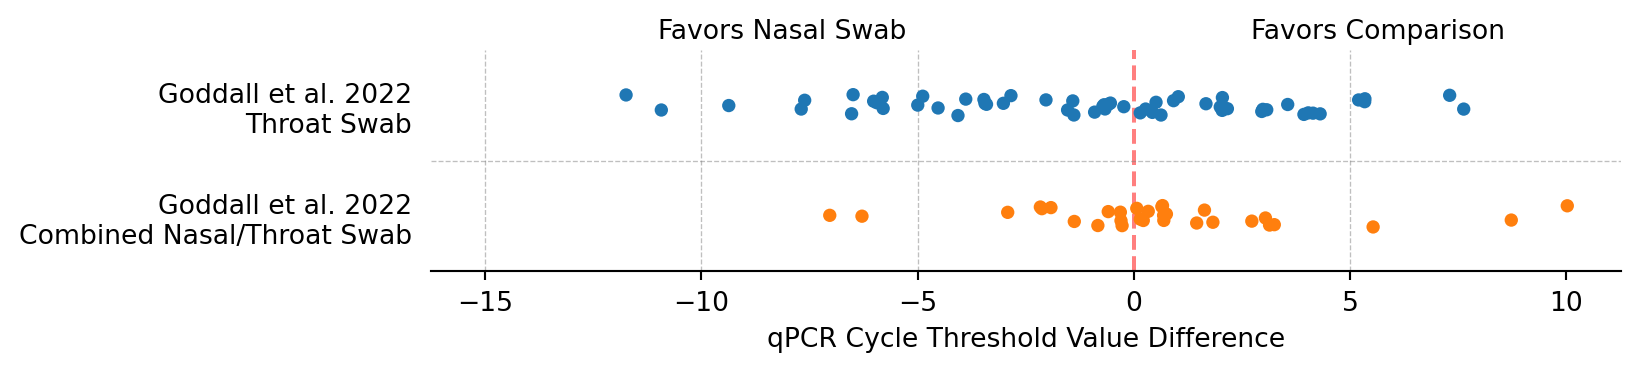 Favors Nasal Swab
Favors Comparison
Goddall et al. 2022
Throat Swab
Goddall et al. 2022
Combined Nasal/Throat Swab
−15
−10
−5
0
5
10
qPCR Cycle Threshold Value Difference